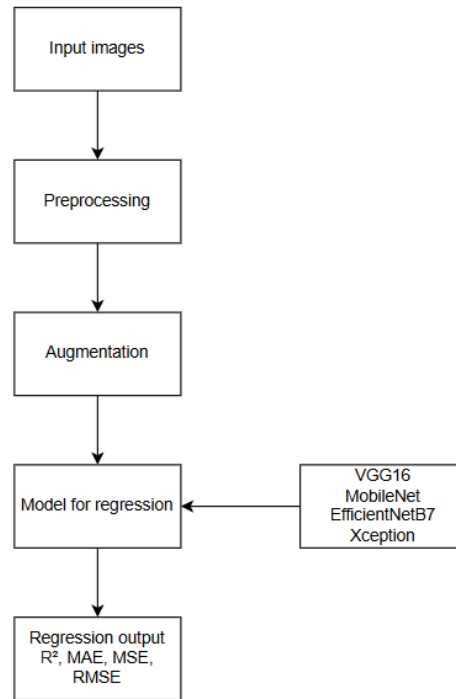 Input images
Preprocessing
Augmentation
Model for regression
VGG16
MobileNet
EfficientNetB7
Xception
Regression output
R², MAE, MSE,
RMSE